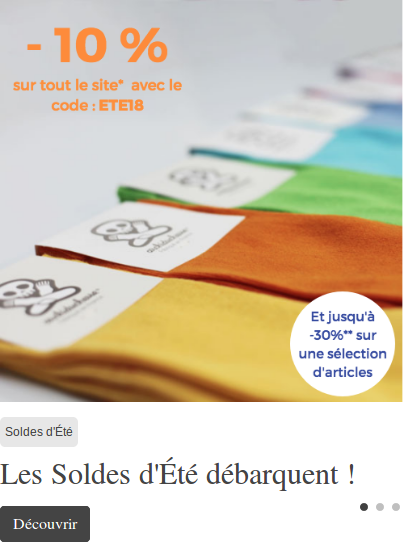 - 10 %
sur tout le site* avec le
code : ETE18
Et jusqu'à
-30%** sur
une sélection
d'articles
Soldes d'Été
Les Soldes d'Été débarquent !
Découvrir